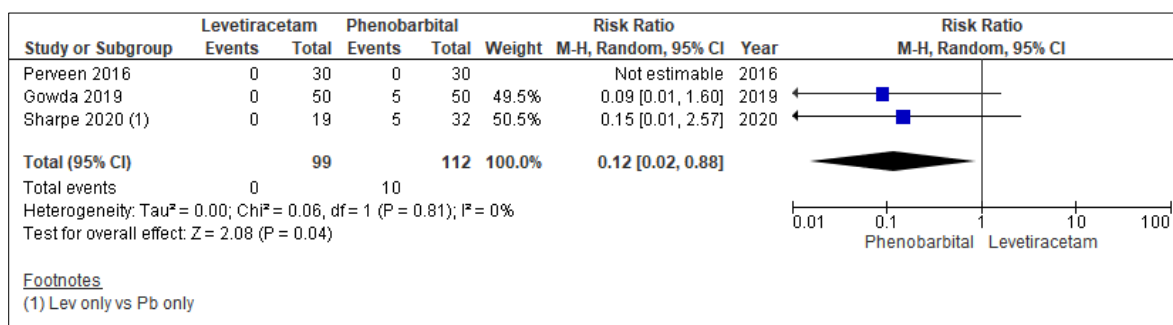 Levetiracetam Phenobarbital Risk Ratio Risk Ratio
Study or Subgroup Events Total Events Total Weight M-H, Random, 95% CI Year M-H, Random, 95% CI
Perveen 2016 0 30 0 30 Not estimable 2016
Gowda 2019 0 50 5 50 49.5% 0.09 [0.01, 1.60] 2019
Sharpe 2020 (1) 0 19 5 32 50.5% 0.15 [0.01, 2.57] 2020
Total (95% CI) 99 112 100.0% 0.12 [0.02, 0.88]
Total events 0 10
Heterogeneity: Tau² = 0.00; Chi² = 0.06, df = 1 (P = 0.81); I² = 0%
Test for overall effect: Z = 2.08 (P = 0.04)
0.01 0.1 1 10 100
Phenobarbital Levetiracetam
Footnotes
(1) Lev only vs Pb only